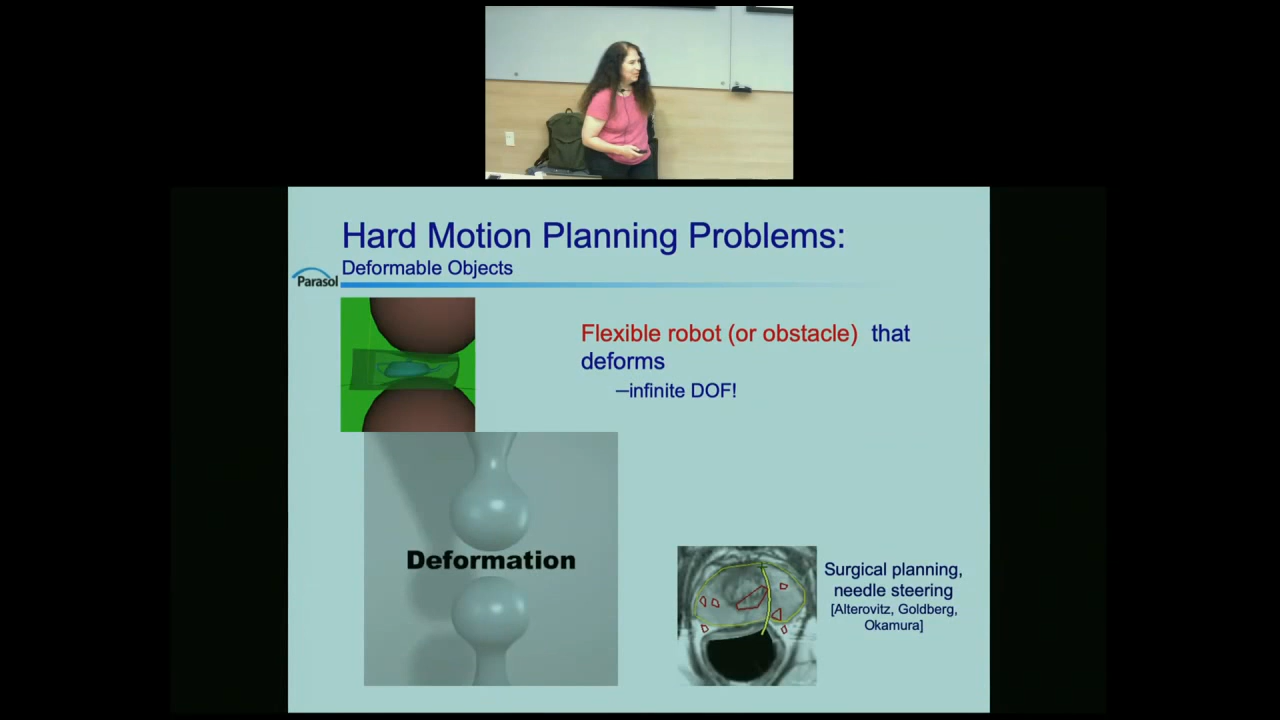 Hard Motion Planning Problems:
Deformable Objects
Parasol
Flexible robot (or obstacle) that
deforms
–infinite DOF!
Deformation
Surgical planning,
needle steering
[Alterovitz, Goldberg,
Okamura]